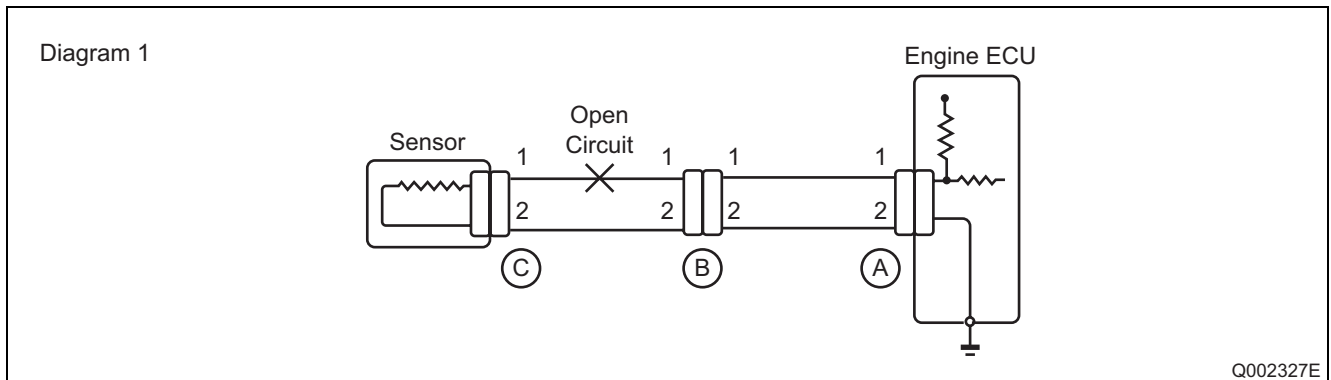 Diagram 1
Engine ECU
Open
Circuit
Sensor
1
1
1
1
2
2
2
2
C
B
A
Q002327E